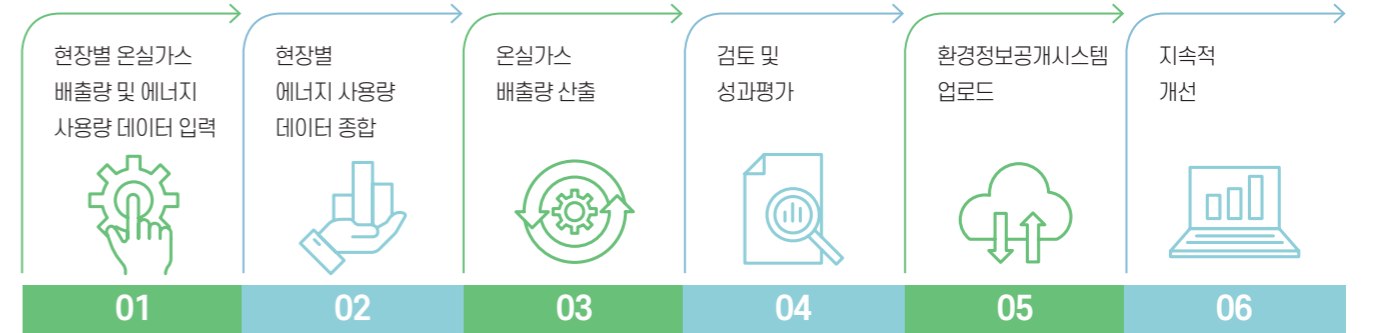 현장별 온실가스
배출량 및 에너지
사용량 데이터 입력
01
현장별
에너지 사용량
데이터 종합
02
온실가스
배출량 산출
03
검토 및
성과평가
04
환경정보공개시스템
업로드
05
지속적
개선
06